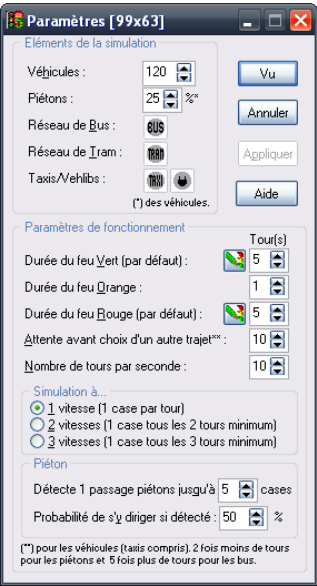 Paramètres [99x63]
Eléments de la simulation
Véhicules : 120
Vu
Piétons : 25 %*
Annuler
Réseau de Bus : BUS
Réseau de Tram : TRAM
Appliquer
Taxis/Vehlibs : TAXI
Aide
(*) des véhicules.
Paramètres de fonctionnement
Tour(s)
Durée du feu Vert (par défaut) : 5
Durée du feu Orange : 1
Durée du feu Rouge (par défaut) : 5
Attente avant choix d'un autre trajet** : 10
Nombre de tours par seconde : 10
Simulation à...
1 vitesse (1 case par tour)
2 vitesses (1 case tous les 2 tours minimum)
3 vitesses (1 case tous les 3 tours minimum)
Piéton
Détecte 1 passage piétons jusqu'à 5 cases
Probabilité de s'y diriger si détecté : 50 %
(**) pour les véhicules (taxis compris). 2 fois moins de tours
pour les piétons et 5 fois plus de tours pour les bus.